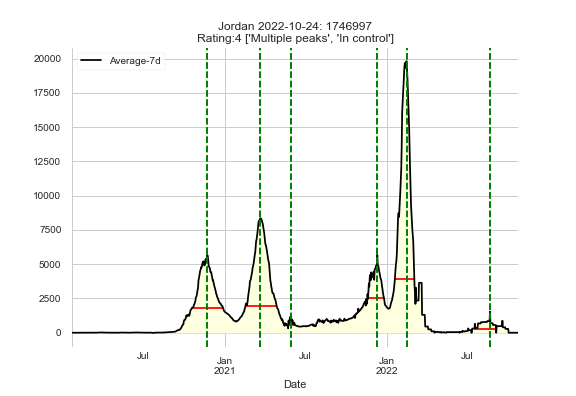 Jordan 2022-10-24: 1746997
Rating:4 ['Multiple peaks', 'In control']
Average-7d
20000
17500
15000
12500
10000
7500
5000
2500
0
Jul
Jan
2021
Jul
Jan
2022
Jul
Date